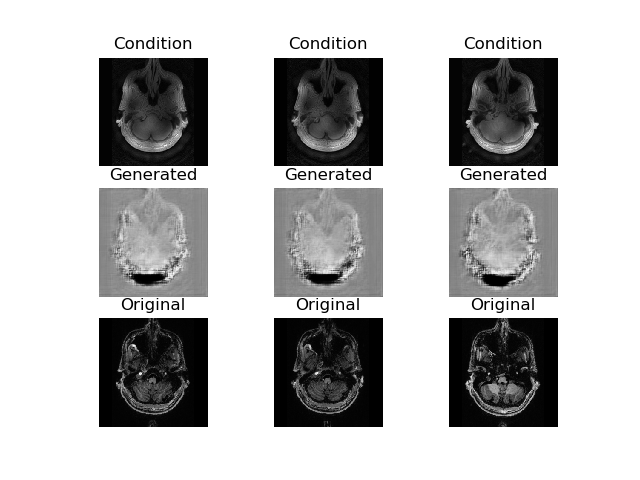 Condition Condition Condition
Generated Generated Generated
Original Original Original